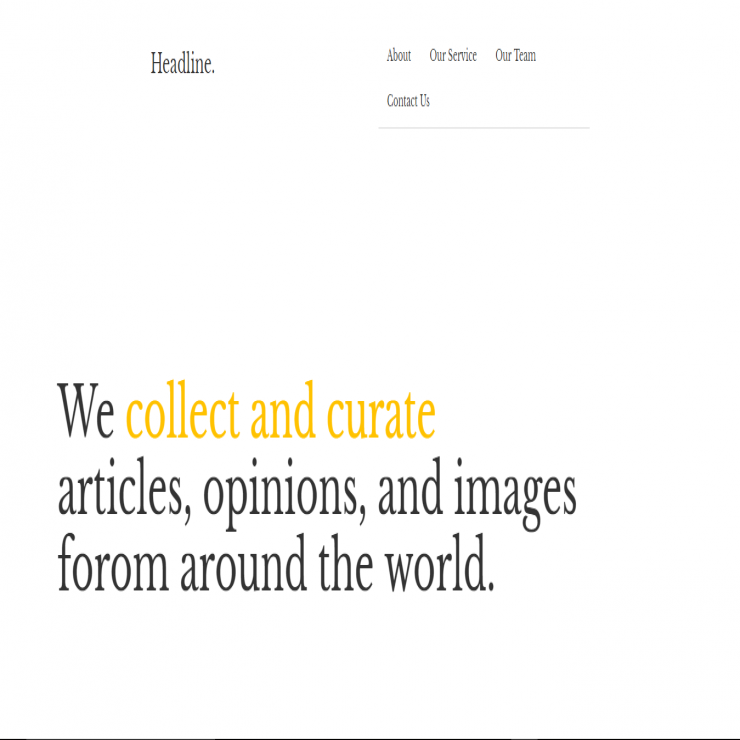 Headline.
About Our Service Our Team
Contact Us
We collect and curate
articles, opinions, and images
forom around the world.